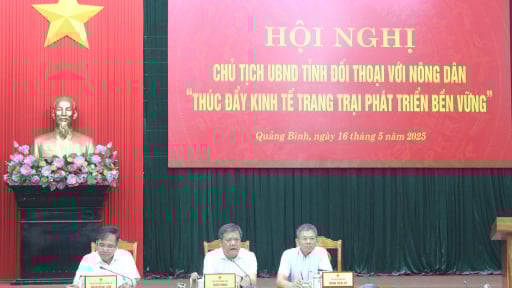 HỘI NGHỊ
CHỦ TỊCH UBND TỈNH ĐỐI THOẠI VỚI NÔNG DÂN
“THÚC ĐẨY KINH TẾ TRANG TRẠI PHÁT TRIỂN BỀN VỮNG”
Quảng Bình, ngày 16 tháng 5 năm 2025